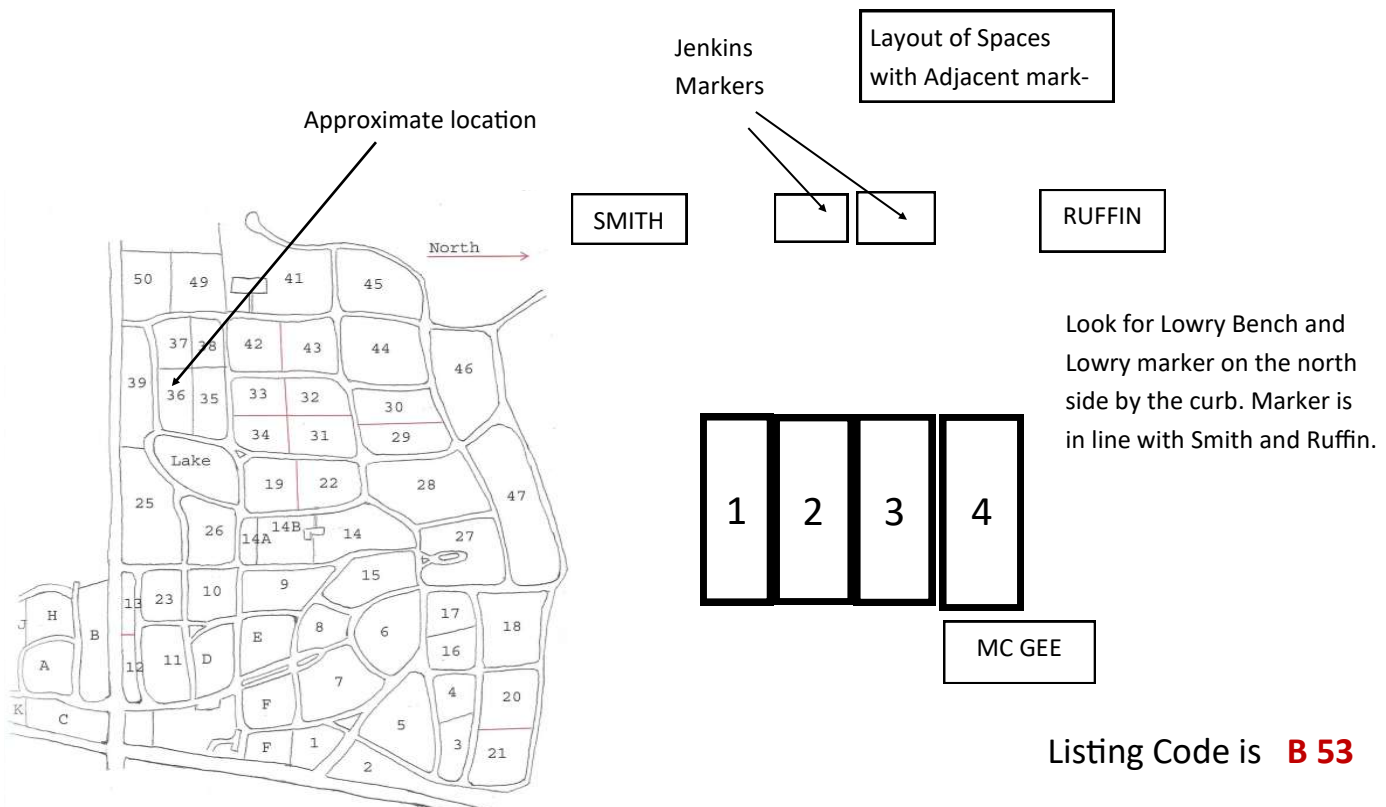 Jenkins
Markers
Layout of Spaces
with Adjacent mark-
Approximate location
SMITH
RUFFIN
North
50
49
41
45
37
38
42
43
44
46
39
36
35
33
32
30
34
31
29
Lake
19
22
28
47
25
26
14A
14B
14
27
13
23
10
9
15
H
J
B
17
18
8
6
E
16
A
12
11
D
7
4
20
K
C
F
5
F
1
3
21
2
Look for Lowry Bench and
Lowry marker on the north
side by the curb. Marker is
in line with Smith and Ruffin.
1
2
3
4
MC GEE
Listing Code is B 53